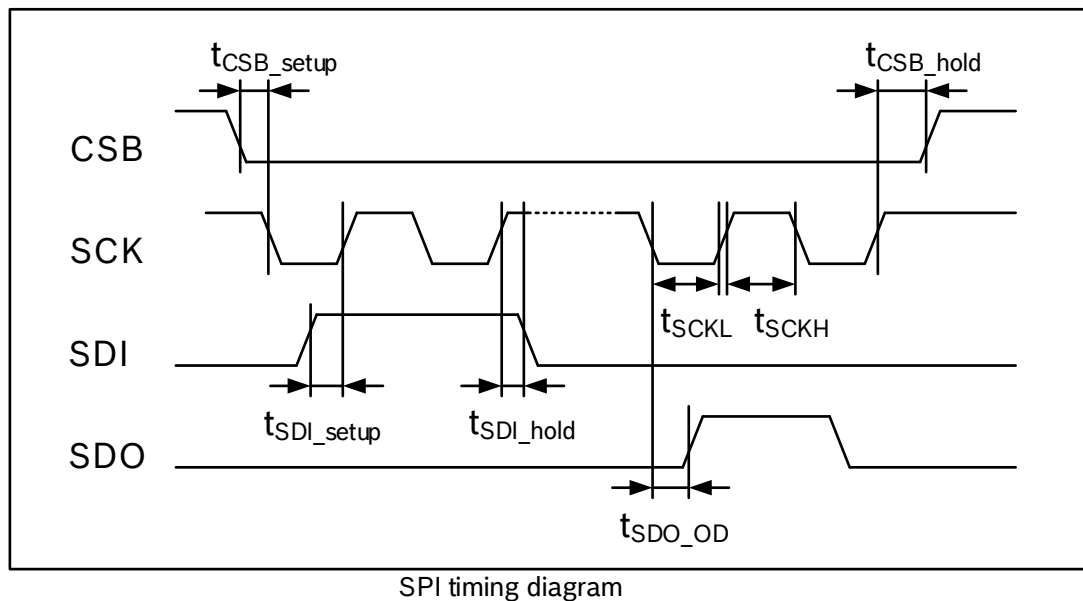 tCSB_setup
tCSB_hold
CSB
SCK
tSCKL
tSCKH
SDI
tSDI_setup
tSDI_hold
SDO
tSDO_OD
SPI timing diagram